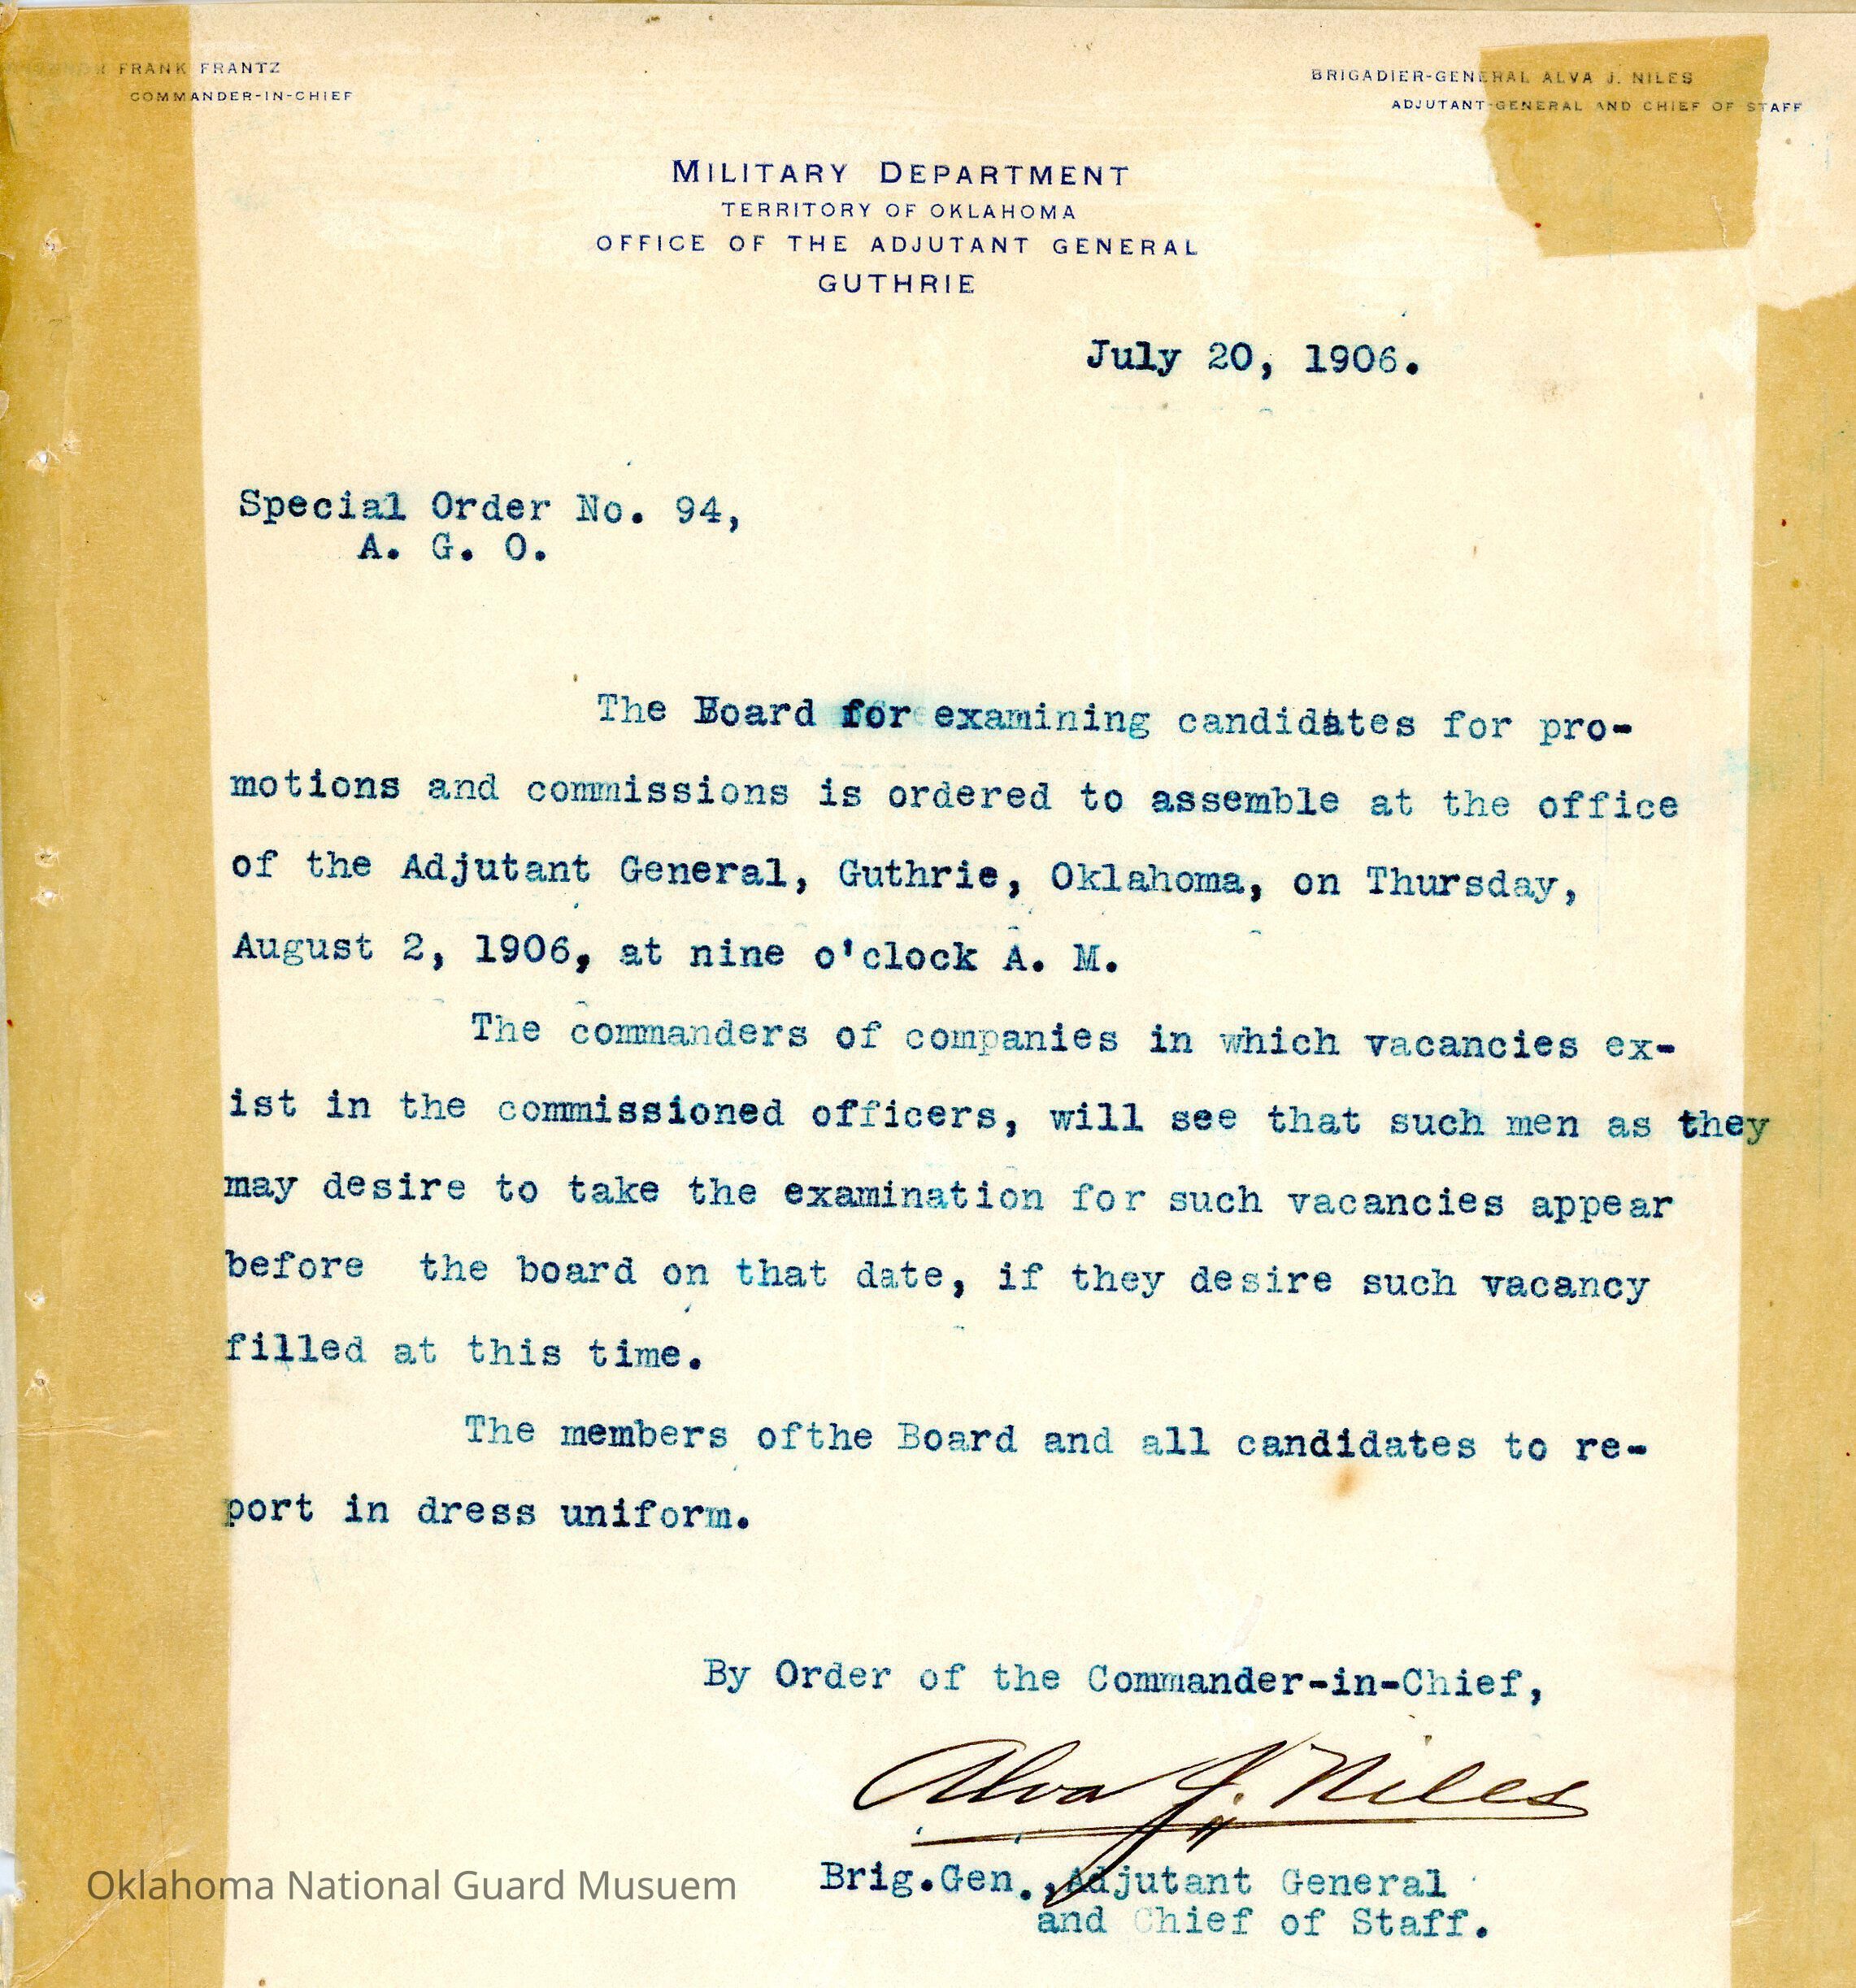 FRANK FRANTZ
COMMANDER-IN-CHIEF
BRIGADIER-GENERAL ALVA J. NILES
ADJUTANT-GENERAL AND CHIEF OF STAFF
MILITARY DEPARTMENT
TERRITORY OF OKLAHOMA
OFFICE OF THE ADJUTANT GENERAL
GUTHRIE
July 20, 1906.
Special Order No. 94,
A. G. O.
The Board for examining candidates for pro-
motions and commissions is ordered to assemble at the office
of the Adjutant General, Guthrie, Oklahoma, on Thursday,
August 2, 1906, at nine o'clock A. M.
The commanders of companies in which vacancies ex-
ist in the commissioned officers, will see that such men as they
may desire to take the examination for such vacancies appear
before the board on that date, if they desire such vacancy
filled at this time.
The members ofthe Board and all candidates to re-
port in dress uniform.
By Order of the Commander-in-Chief,
Alva J. Niles
Brig.Gen., Adjutant General
and Chief of Staff.
Oklahoma National Guard Musuem